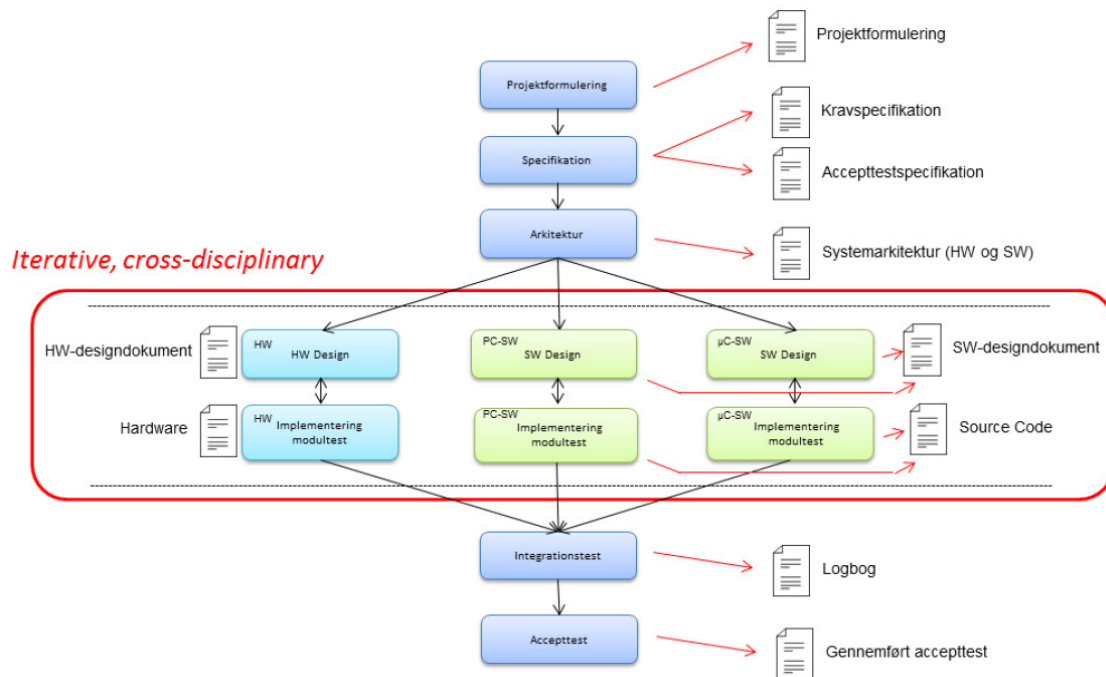 Projektformulering
Projektformulering
Kravspecifikation
Specifikation
Accepttestspecifikation
Arkitektur
Systemarkitektur (HW og SW)
Iterative, cross-disciplinary
HW-designdokument
HW
HW Design
PC-SW
SW Design
µC-SW
SW Design
SW-designdokument
Hardware
HW
Implementering
modultest
PC-SW
Implementering
modultest
µC-SW
Implementering
modultest
Source Code
Integrationstest
Logbog
Accepttest
Gennemført accepttest